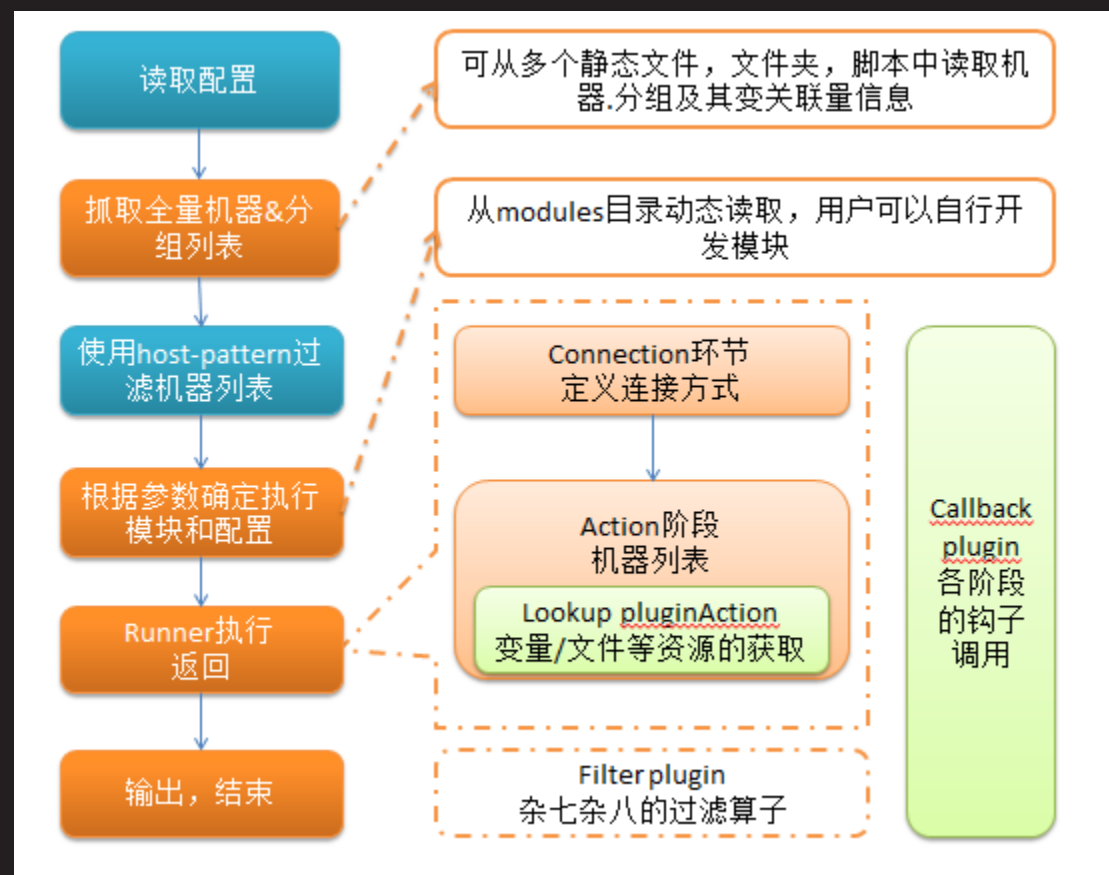 读取配置
可从多个静态文件，文件夹，脚本中读取机
器.分组及其变关联量信息
抓取全量机器&分
组列表
从modules目录动态读取，用户可以自行开
发模块
使用host-pattern过
滤机器列表
Connection环节
定义连接方式
根据参数确定执行
模块和配置
Action阶段
机器列表
Lookup pluginAction
变量/文件等资源的获取
Callback
plugin
各阶段
的钩子
调用
Runner执行
返回
输出，结束
Filter plugin
杂七杂八的过滤算子